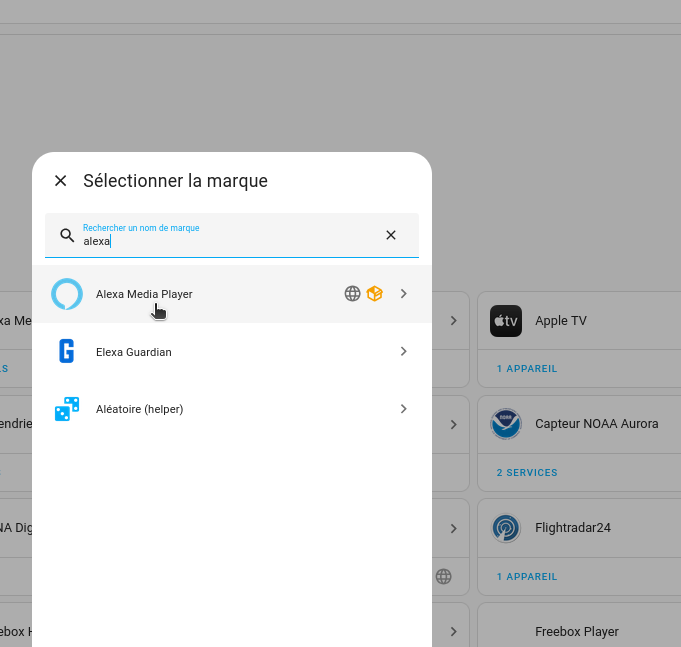 Sélectionner la marque
Rechercher un nom de marque
alexa
Alexa Media Player
Elexa Guardian
Aléatoire (helper)
tv
Apple TV
1 APPAREIL
Capteur NOAA Aurora
2 SERVICES
Flightradar24
1 APPAREIL
Freebox Player